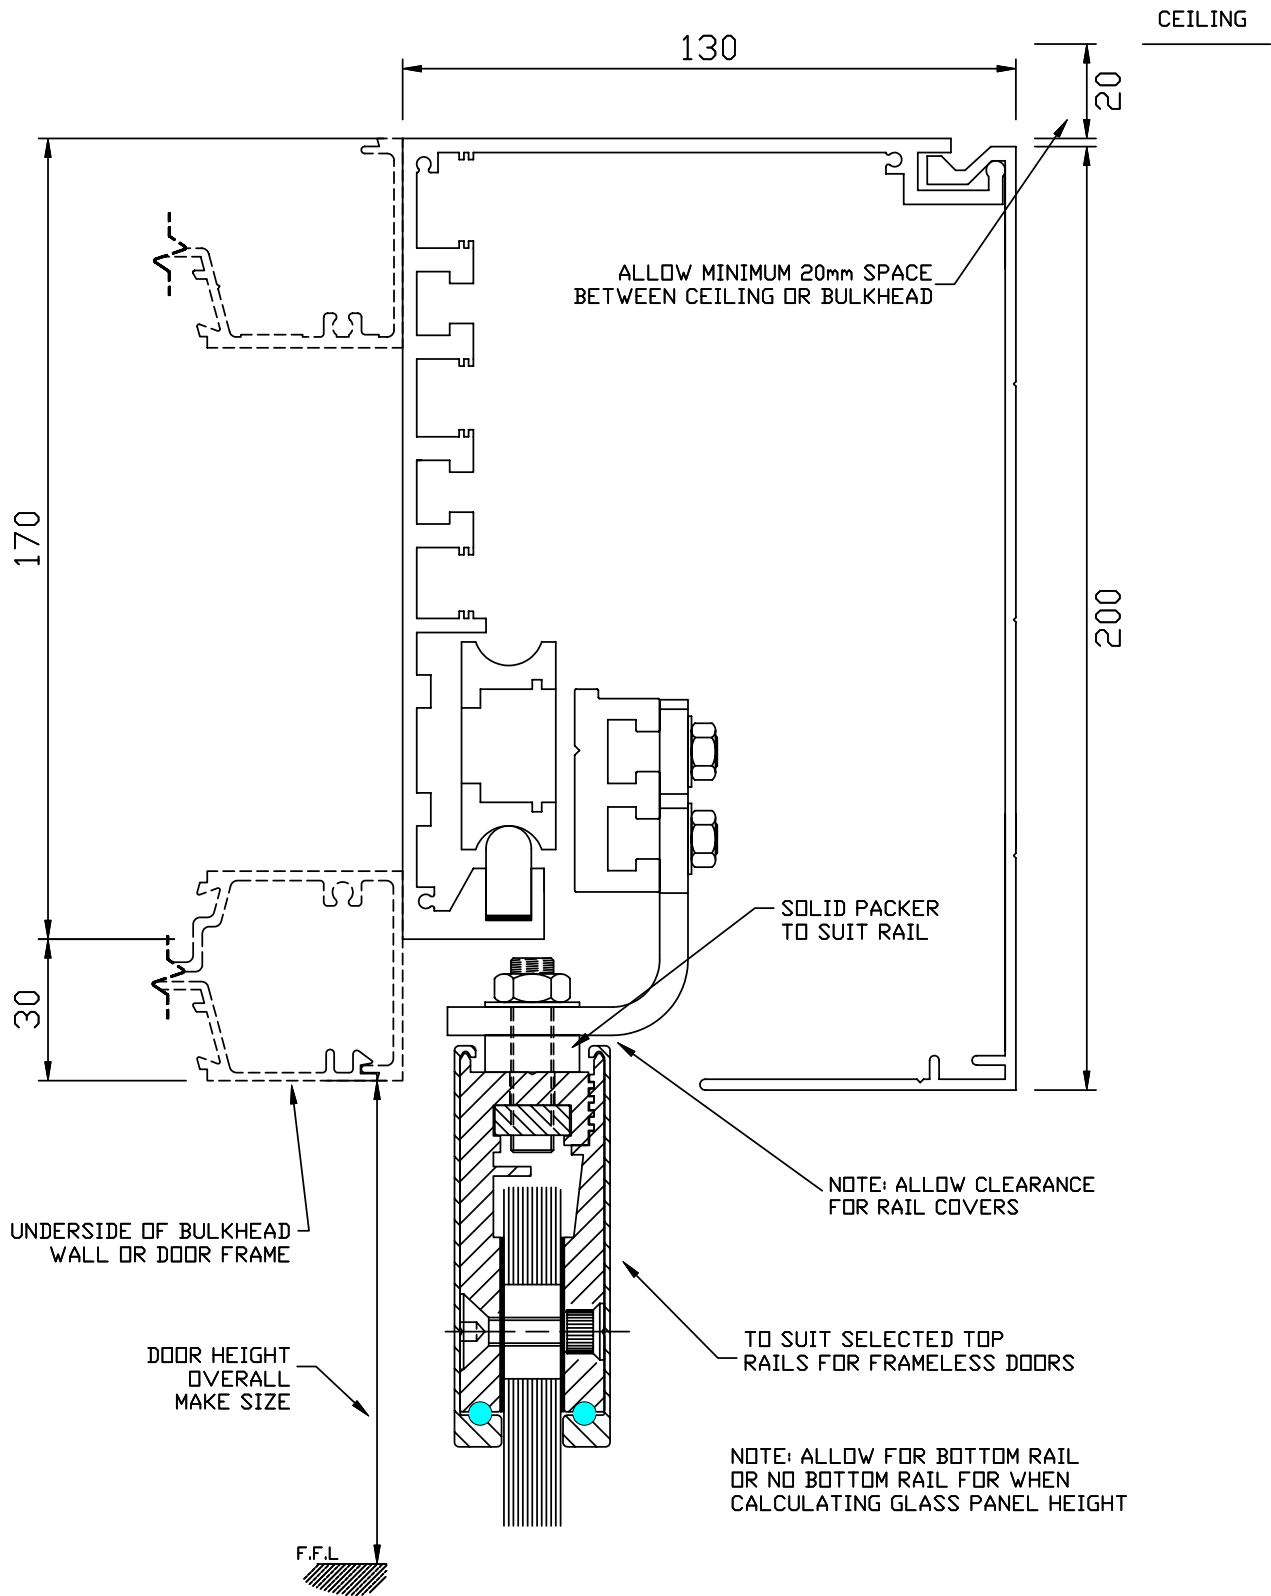 CEILING
130
20
ALLOW MINIMUM 20mm SPACE
BETWEEN CEILING OR BULKHEAD
170
200
SOLID PACKER
TO SUIT RAIL
30
NOTE: ALLOW CLEARANCE
FOR RAIL COVERS
UNDERSIDE OF BULKHEAD
WALL OR DOOR FRAME
TO SUIT SELECTED TOP
RAILS FOR FRAMELESS DOORS
DOOR HEIGHT
OVERALL
MAKE SIZE
NOTE: ALLOW FOR BOTTOM RAIL
OR NO BOTTOM RAIL FOR WHEN
CALCULATING GLASS PANEL HEIGHT
F.F.L